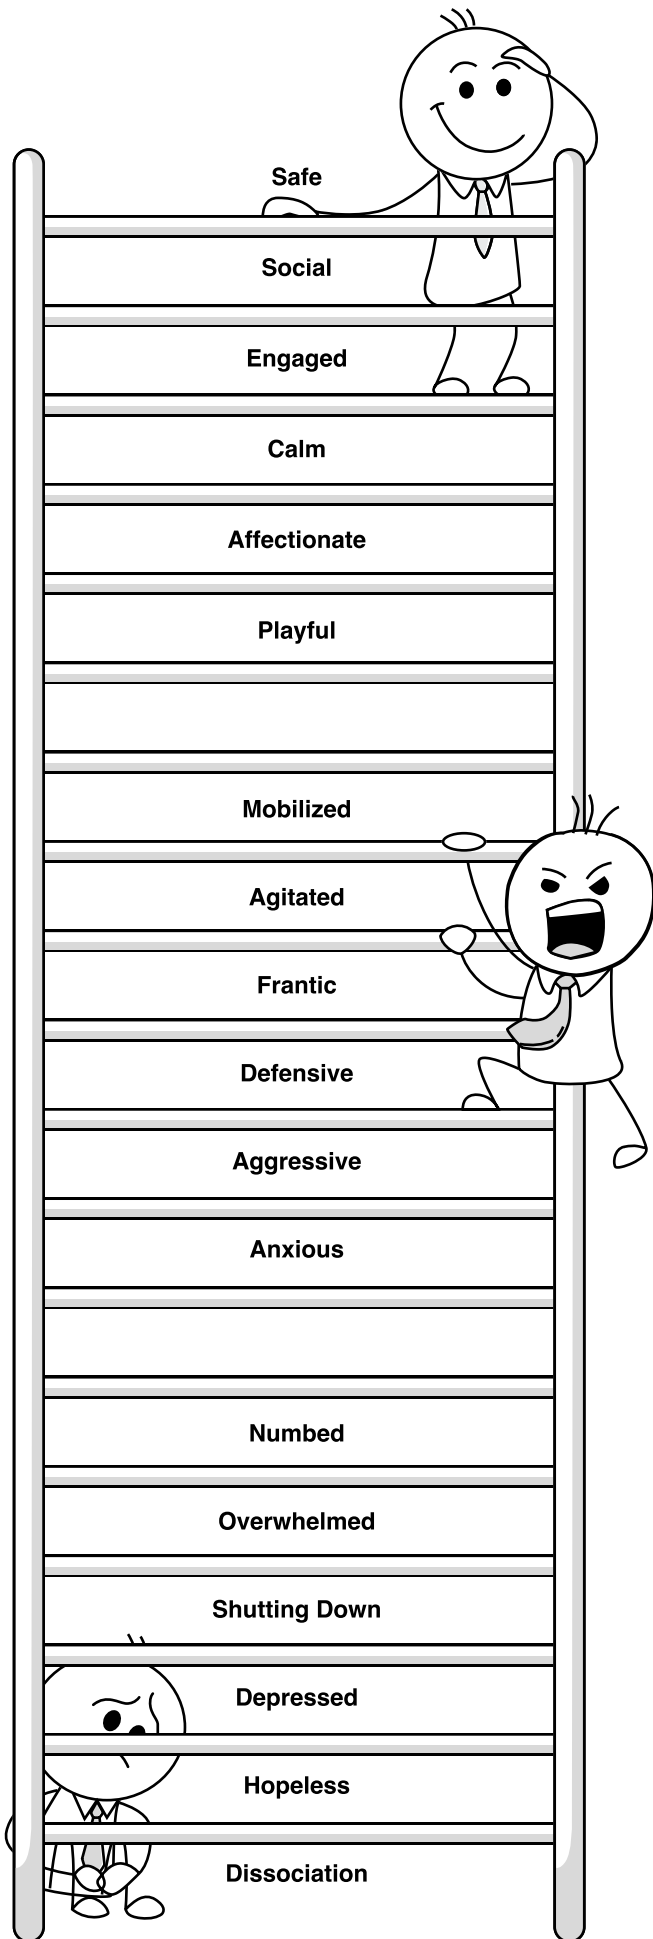 Safe
Social
Engaged
Calm
Affectionate
Playful
Mobilized
Agitated
Frantic
Defensive
Aggressive
Anxious
Numbed
Overwhelmed
Shutting Down
Depressed
Hopeless
Dissociation